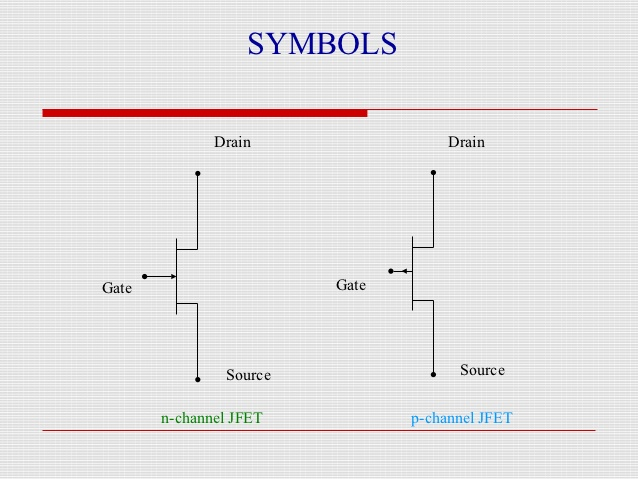 SYMBOLS
Drain
Drain
Gate
Gate
Source
Source
n-channel JFET
p-channel JFET